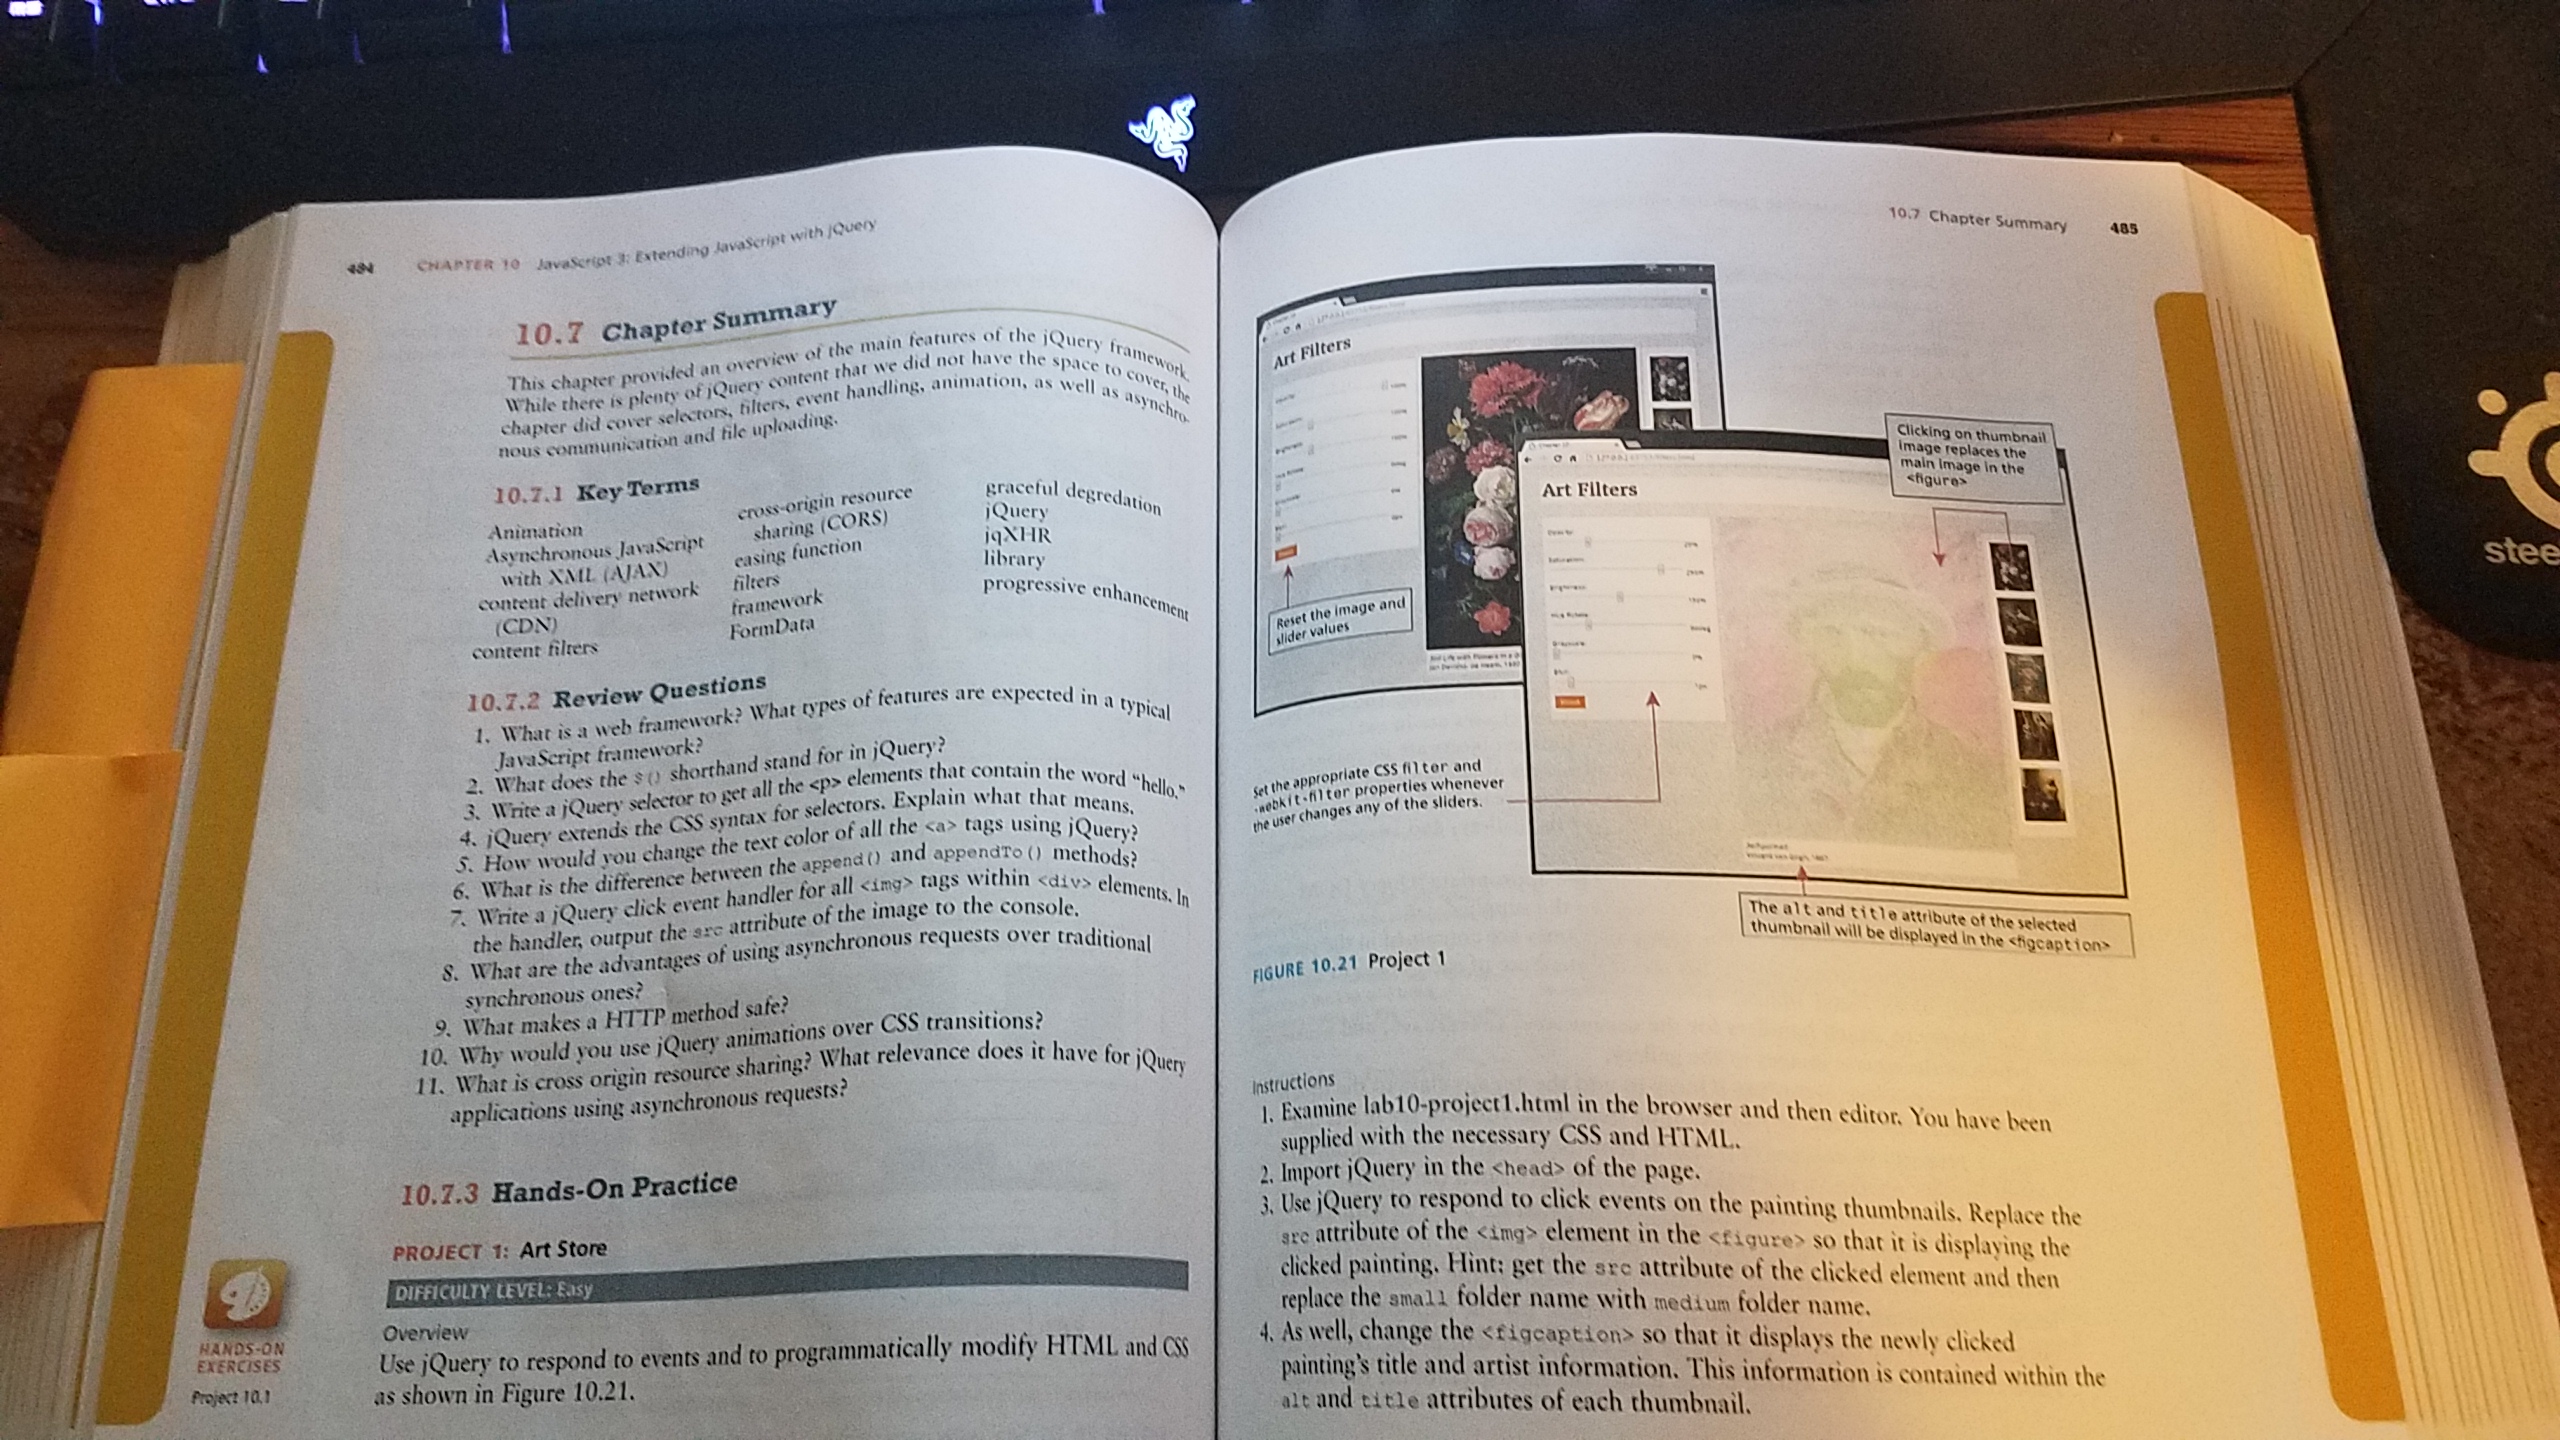 484 CHAPTER 10 JavaScript 3: Extending JavaScript with jQuery
10.7 Chapter Summary
This chapter provided an overview of the main features of the jQuery framework.
While there is plenty of jQuery content that we did not have the space to cover, the
chapter did cover selectors, filters, event handling, animation, as well as asynchro-
nous communication and file uploading.
10.7.1 Key Terms
Animation
Asynchronous JavaScript
with XML (AJAX)
content delivery network
(CDN)
content filters
cross-origin resource
sharing (CORS)
easing function
filters
framework
FormData
graceful degredation
jQuery
jqXHR
library
progressive enhancement
10.7.2 Review Questions
1. What is a web framework? What types of features are expected in a typical
JavaScript framework?
2. What does the $() shorthand stand for in jQuery?
3. Write a jQuery selector to get all the <p> elements that contain the word “hello.”
4. jQuery extends the CSS syntax for selectors. Explain what that means.
5. How would you change the text color of all the <a> tags using jQuery?
6. What is the difference between the append() and appendTo() methods?
7. Write a jQuery click event handler for all <img> tags within <div> elements. In
the handler, output the src attribute of the image to the console.
8. What are the advantages of using asynchronous requests over traditional
synchronous ones?
9. What makes a HTTP method safe?
10. Why would you use jQuery animations over CSS transitions?
11. What is cross origin resource sharing? What relevance does it have for jQuery
applications using asynchronous requests?
10.7.3 Hands-On Practice
PROJECT 1: Art Store
DIFFICULTY LEVEL: Easy
HANDS-ON
EXERCISES
Project 10.1
Overview
Use jQuery to respond to events and to programmatically modify HTML and CSS
as shown in Figure 10.21.
10.7 Chapter Summary 485
Art Filters
Reset the image and
slider values
Art Filters
Clicking on thumbnail
image replaces the
main image in the
<figure>
Set the appropriate CSS filter and
-webkit-filter properties whenever
the user changes any of the sliders.
The alt and title attribute of the selected
thumbnail will be displayed in the <figcaption>
FIGURE 10.21 Project 1
Instructions
1. Examine lab10-project1.html in the browser and then editor. You have been
supplied with the necessary CSS and HTML.
2. Import jQuery in the <head> of the page.
3. Use jQuery to respond to click events on the painting thumbnails. Replace the
src attribute of the <img> element in the <figure> so that it is displaying the
clicked painting. Hint: get the src attribute of the clicked element and then
replace the small folder name with medium folder name.
4. As well, change the <figcaption> so that it displays the newly clicked
painting’s title and artist information. This information is contained within the
alt and title attributes of each thumbnail.
stee